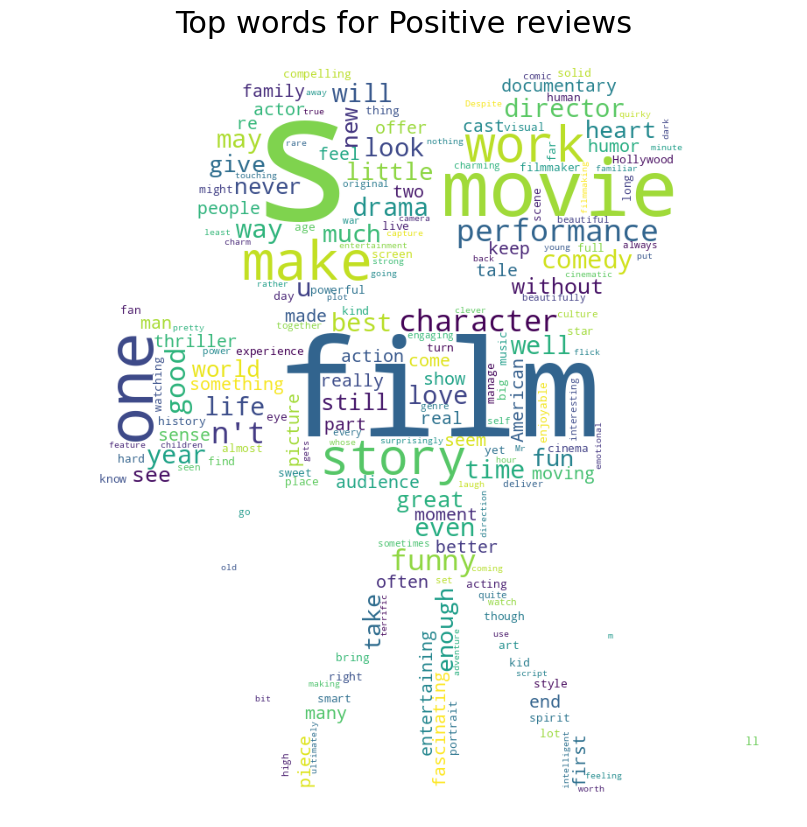 Top words for Positive reviews
compelling
comic
solid
family
away
will
documentary
human
Despite
actor
true
thing
director
quirky
re
new
offer
cast
visual
heart
dark
may
S
look
nothing
work
far
humor
minute
rare
feel
filmmaker
Hollywood
give
touching
little
charming
familiar
might
never
original
two
movie
scene
filmmaking
long
people
drama
beautiful
way
least
age
war
live
camera
much
capture
performance
charm
screen
entertainment
keep
young
full
always
make
strong
back
comedy
put
rather
going
tale
cinematic
day
u
powerful
plot
without
beautifully
fan
made
kind
clever
culture
man
pretty
together
best
character
star
thriller
power
engaging
well
music
one
watching
good
experience
action
turn
flick
world
eye
film
come
manage
big
American
something
really
show
enjoyable
interesting
life
love
genre
still
real
self
history
n't
part
sense
picture
every
surprisingly
seem
Mr
yet
cinema
feature
children
gets
whose
story
hour
fun
emotional
hard
year
almost
time
seen
find
laugh
moving
know
see
sweet
place
audience
deliver
great
go
moment
direction
even
sometimes
better
old
funny
coming
often
set
acting
quite
watch
take
terrific
enough
though
use
art
m
bring
adventure
kid
right
script
making
entertaining
fascinating
style
bit
smart
end
many
portrait
spirit
lot
ll
high
piece
ultimately
intelligent
first
feeling
worth